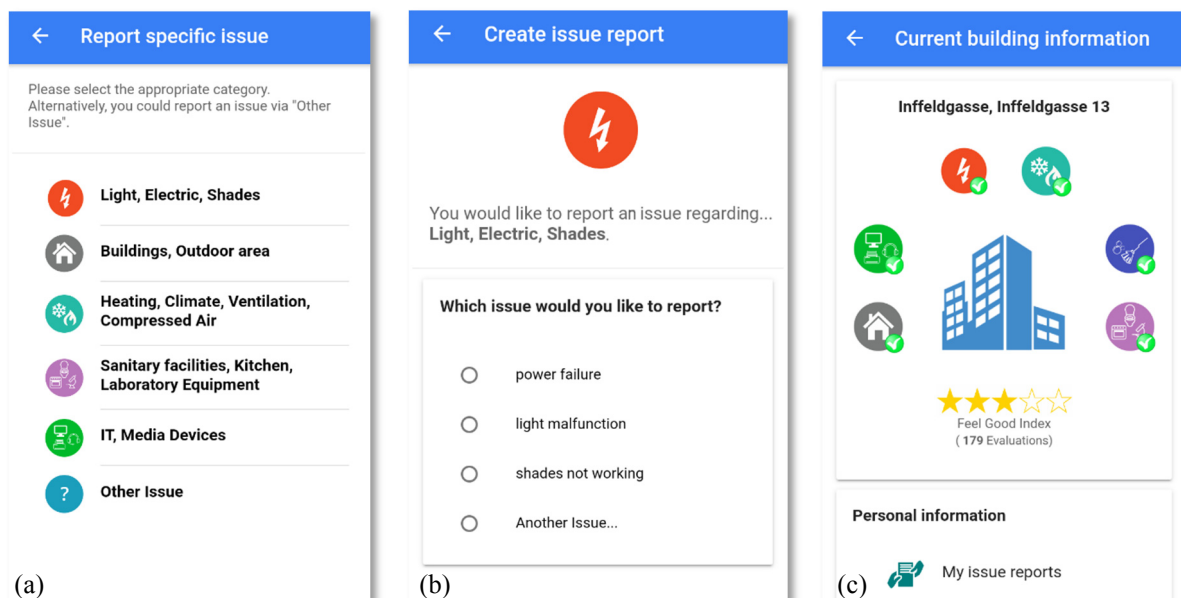 Report specific issue
Please select the appropriate category.
Alternatively, you could report an issue via "Other
Issue".
Light, Electric, Shades
Buildings, Outdoor area
Heating, Climate, Ventilation,
Compressed Air
Sanitary facilities, Kitchen,
Laboratory Equipment
IT, Media Devices
?
Other Issue
(a)
Create issue report
You would like to report an issue regarding...
Light, Electric, Shades.
Which issue would you like to report?
power failure
light malfunction
shades not working
Another Issue...
(b)
Current building information
Inffeldgasse, Inffeldgasse 13
Feel Good Index
( 179 Evaluations)
Personal information
My issue reports
(c)